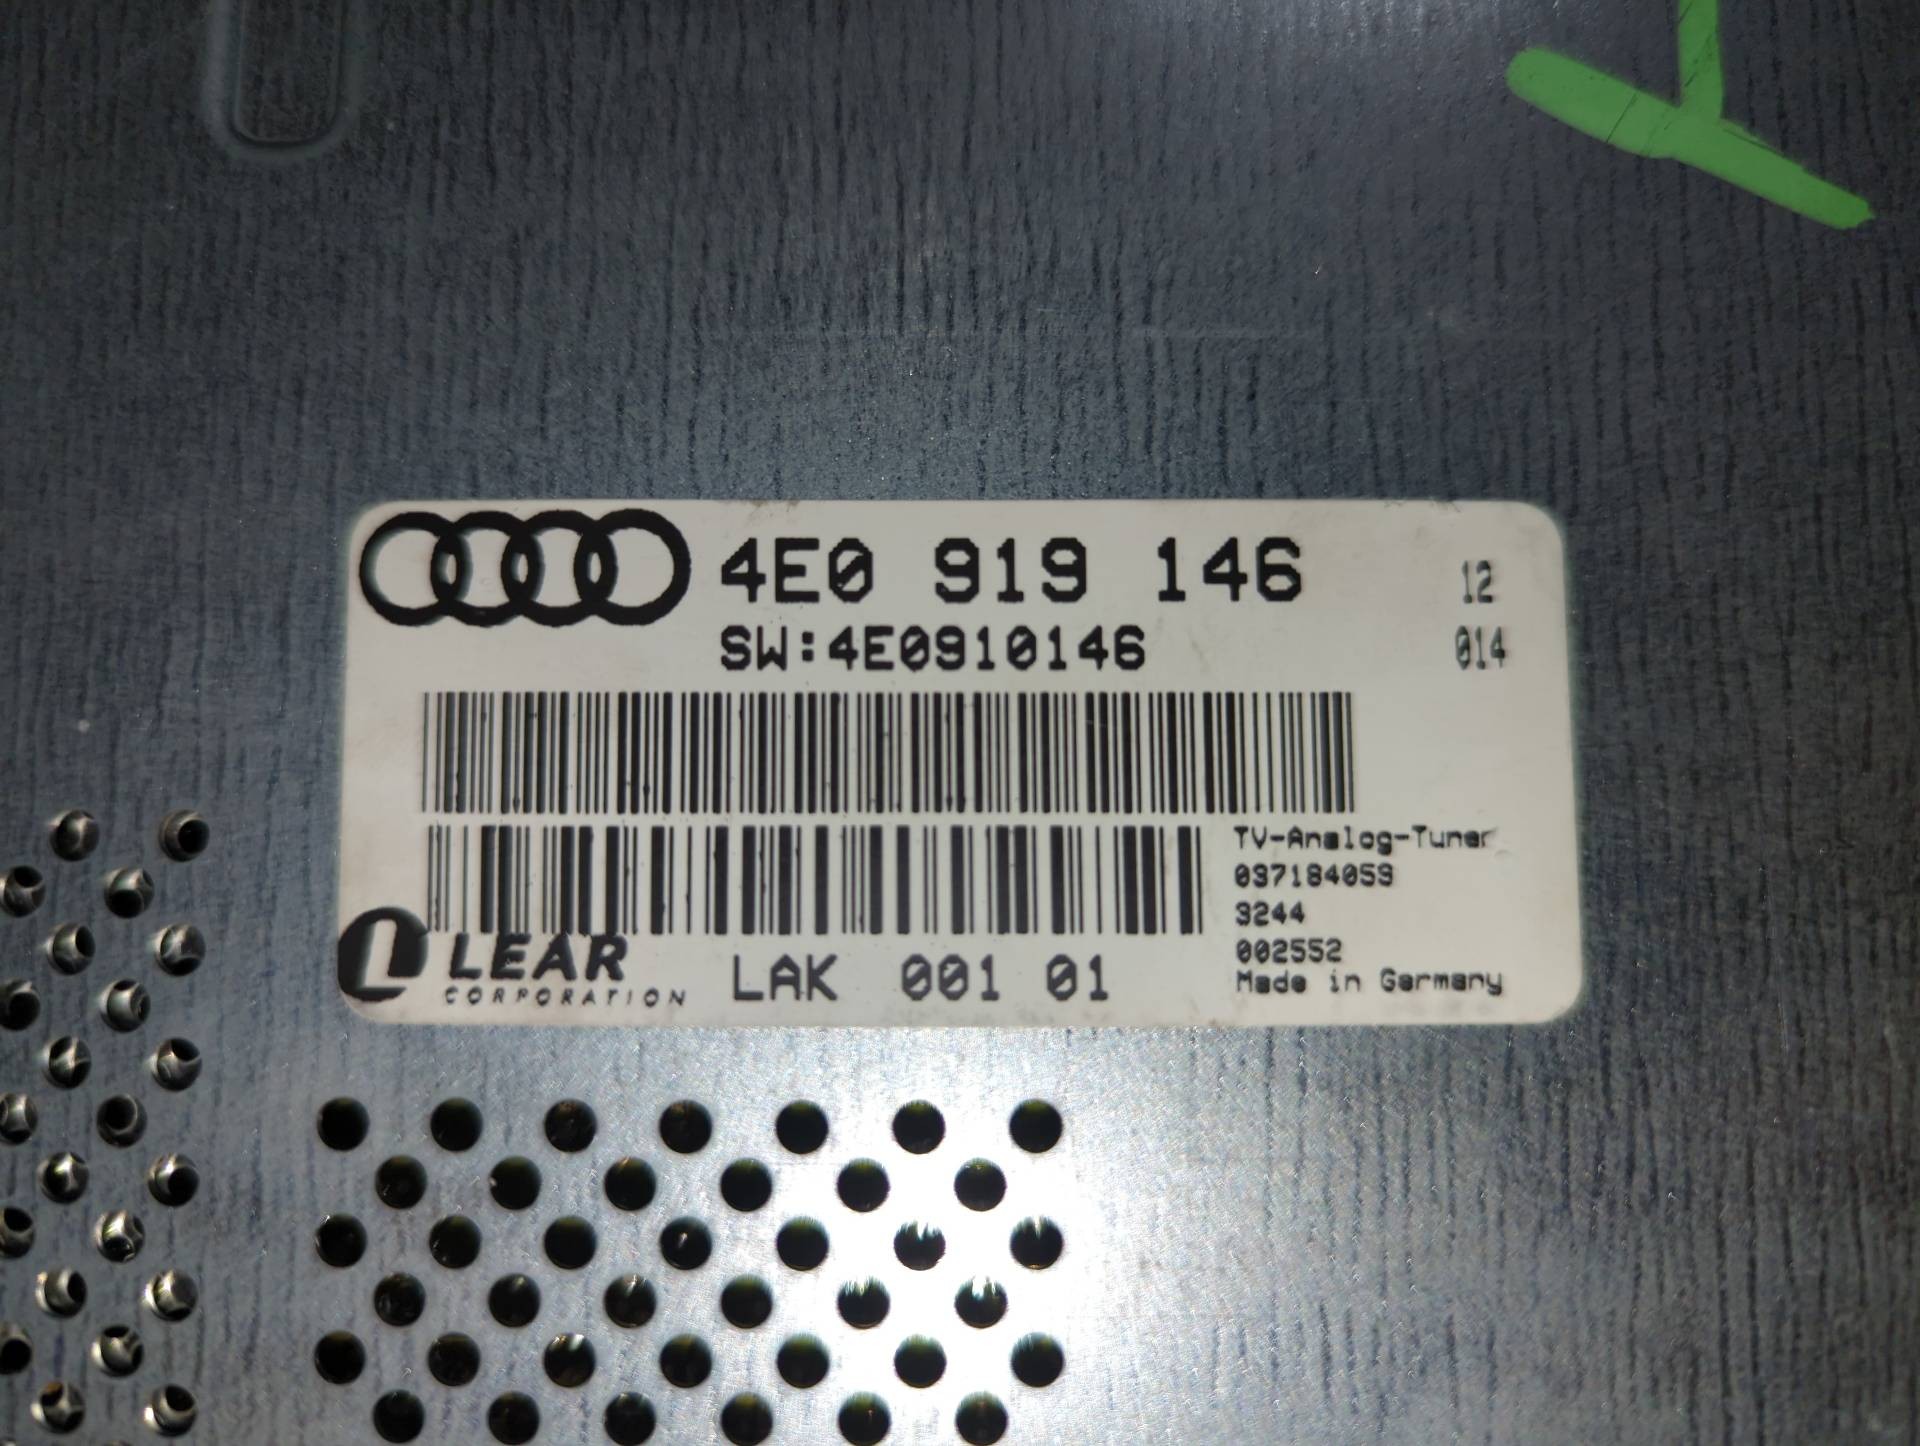 4E0 919 146
12
SW:4E0910146
014
TV-Analog-Tuner
097184059
3244
002552
Made in Germany
LEAR
CORPORATION
LAK 001 01